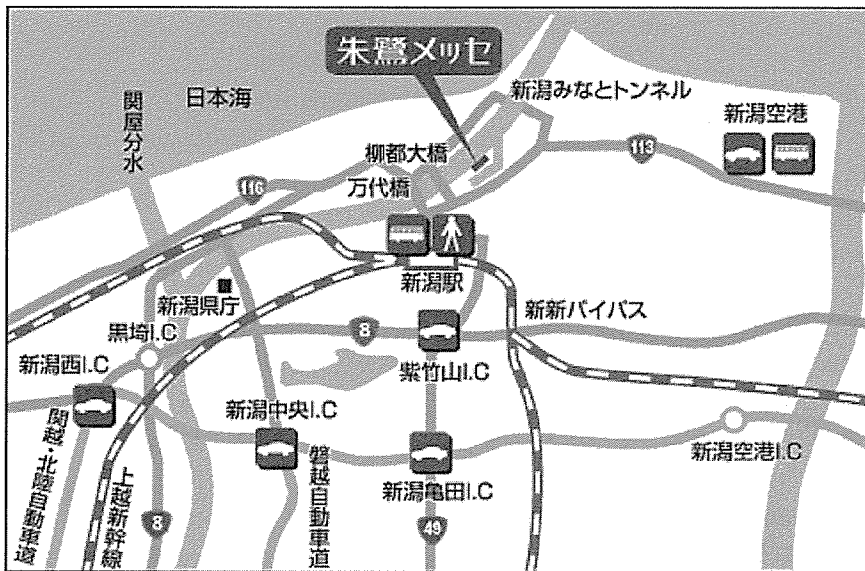 朱鷺メッセ
新潟みなとトンネル
新潟空港
日本海
関屋分水
柳都大橋
113
116
万代橋
新潟駅
新潟県庁
新新バイパス
黒埼I.C
8
新潟西I.C
紫竹山I.C
新潟中央I.C
新潟空港I.C
新潟亀田I.C
関越・北陸自動車道
上越新幹線
8
磐越自動車道
49